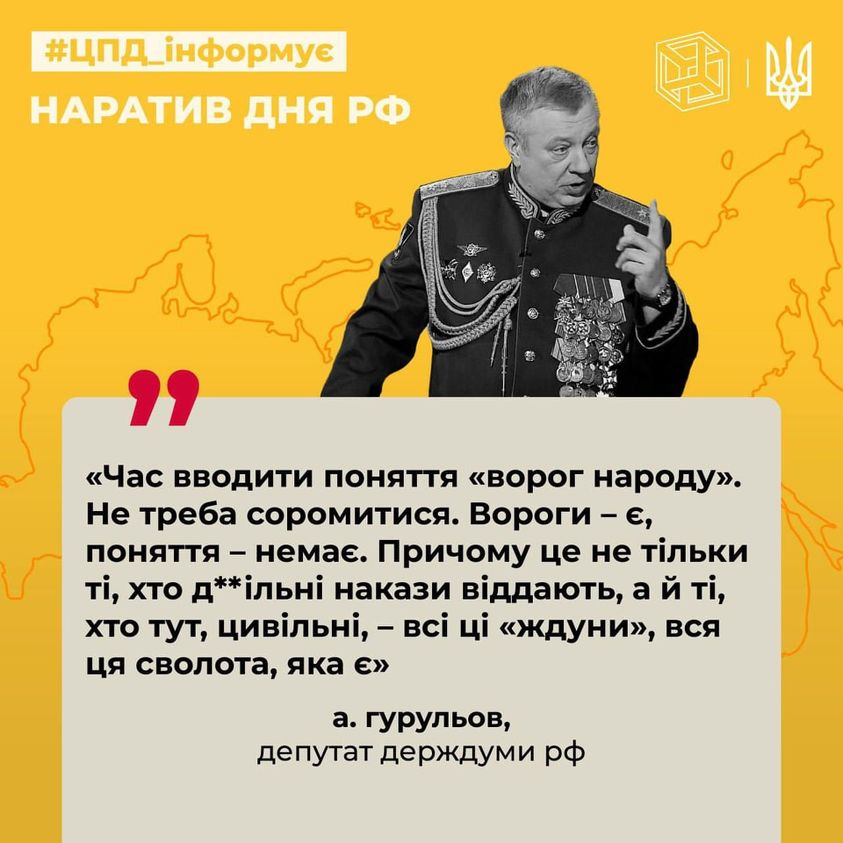 #ЦПД_інформує
НАРАТИВ ДНЯ РФ
«Час вводити поняття «ворог народу».
Не треба соромитися. Вороги – є,
поняття – немає. Причому це не тільки
ті, хто д**ільні накази віддають, а й ті,
хто тут, цивільні, – всі ці «ждуни», вся
ця сволота, яка є»
а. гурульов,
депутат держдуми рф